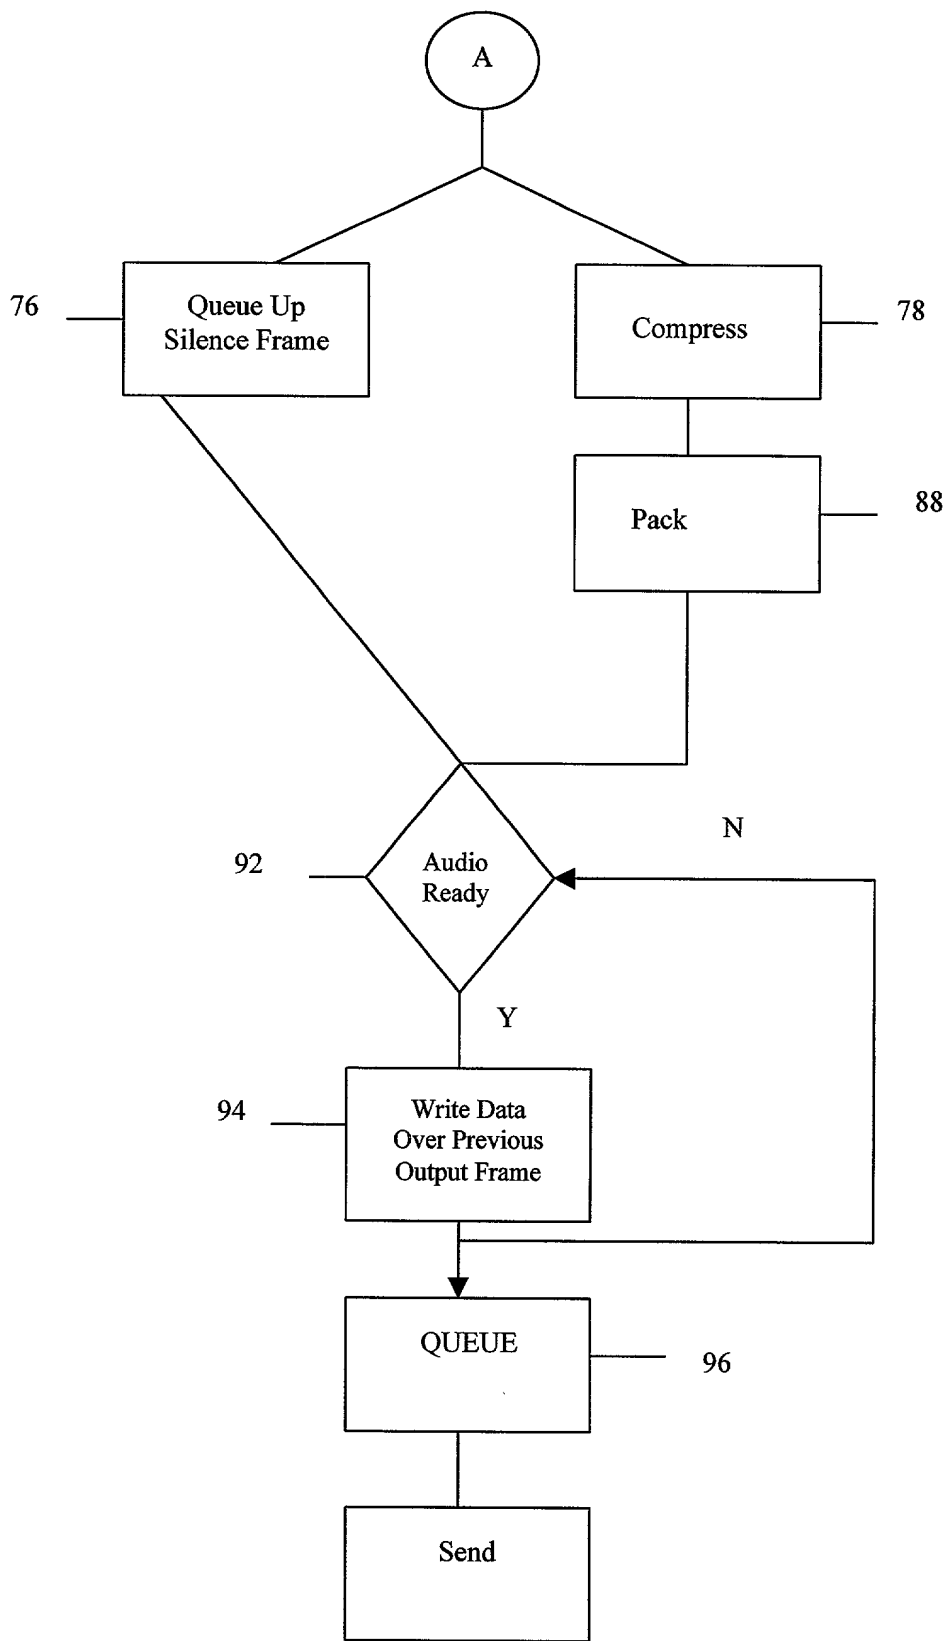 A
76
Queue Up
Silence Frame
Compress
78
Pack
88
N
92
Audio
Ready
Y
94
Write Data
Over Previous
Output Frame
QUEUE
96
Send